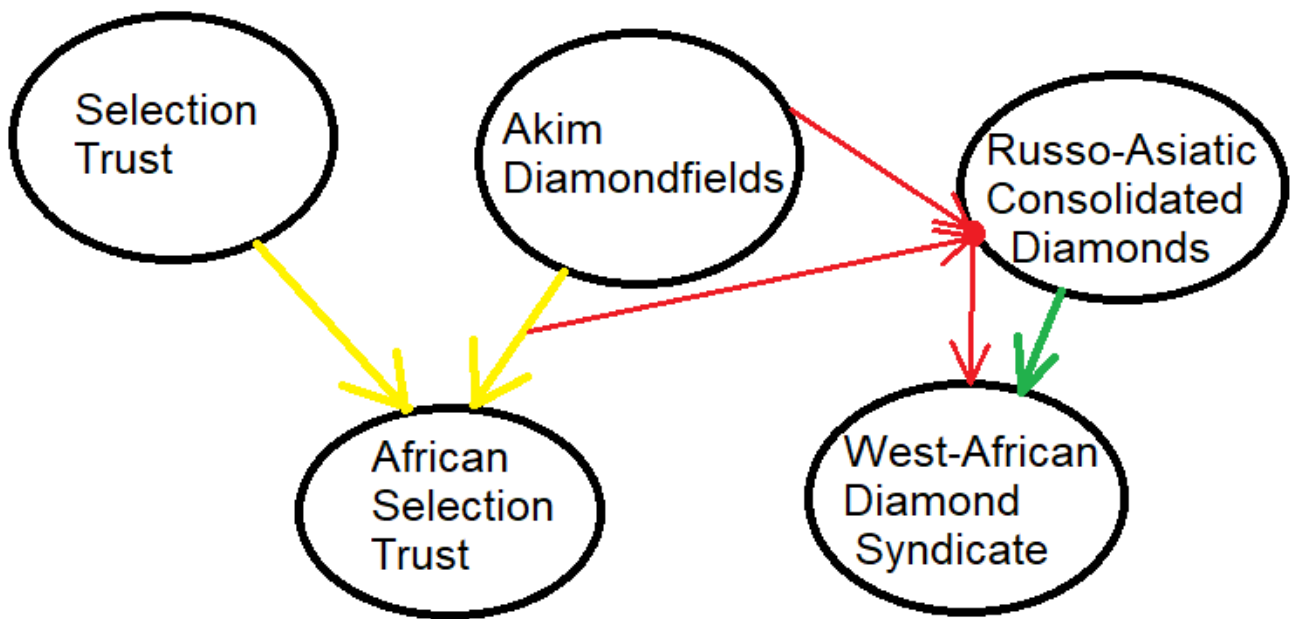 Selection
Trust
Akim
Diamondfields
Russo-Asiatic
Consolidated
Diamonds
African
Selection
Trust
West-African
Diamond
Syndicate